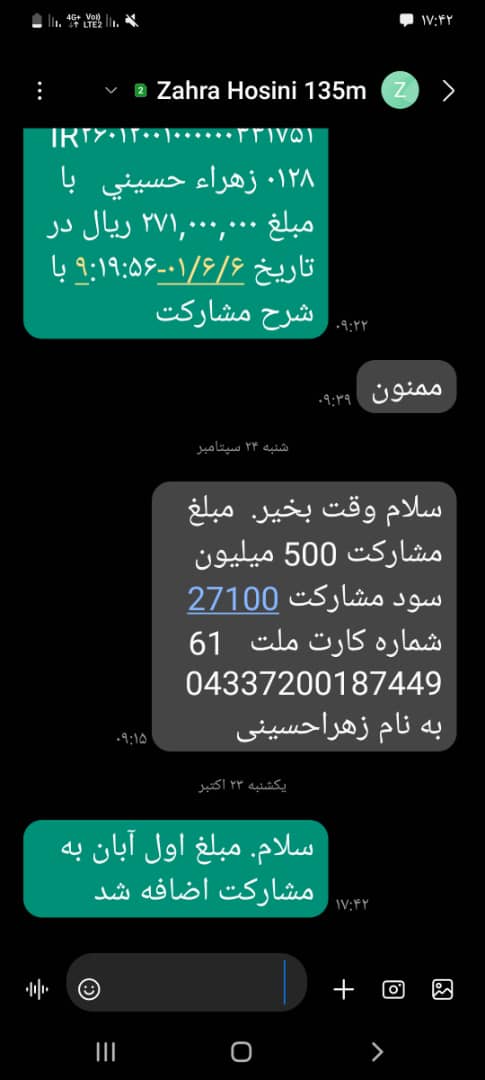 ۱۷:۴۲
Zahra Hosini 135m
2
Z
۰۱۲۸ زهراء حسيني با
مبلغ ۲۷۱,۰۰۰,۰۰۰ ریال در
تاریخ ۰۱/۶/۶-۹:۱۹:۵۶ با
شرح مشارکت
۰۹:۲۲
ممنون
۰۹:۳۹
شنبه ۲۴ سپتامبر
سلام وقت بخیر. مبلغ
مشارکت 500 میلیون
سود مشارکت 27100
شماره کارت ملت 61
04337200187449
به نام زهراحسینی
۰۹:۱۵
یکشنبه ۲۳ اکتبر
سلام. مبلغ اول آبان به
مشارکت اضافه شد
۱۷:۴۲